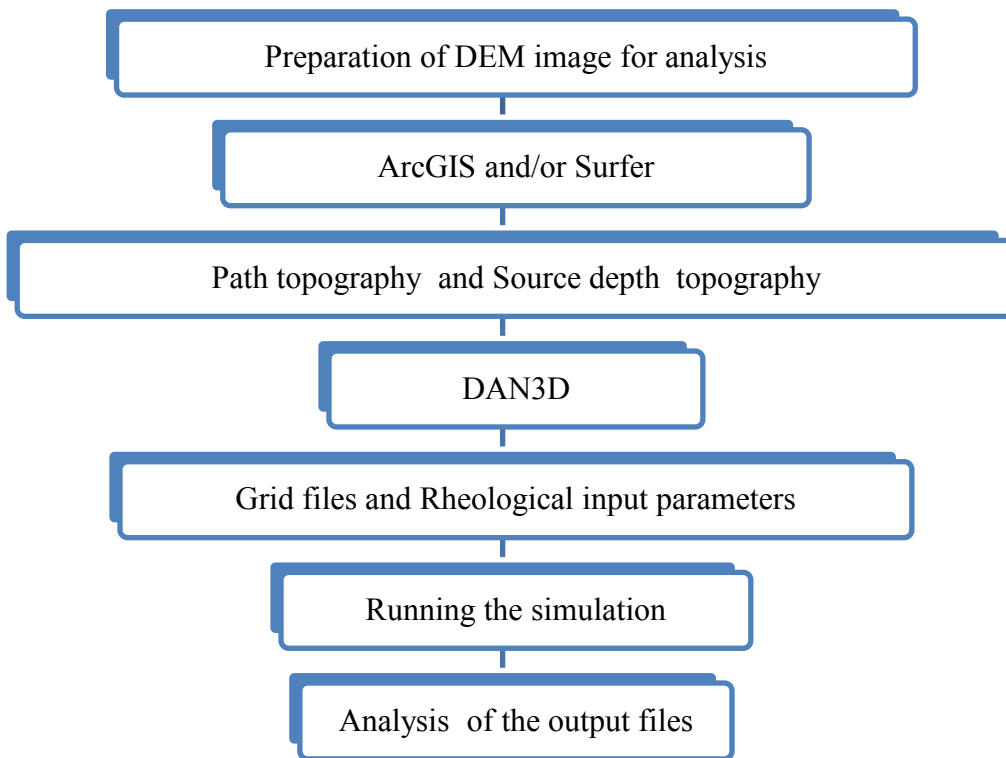 Preparation of DEM image for analysis
ArcGIS and/or Surfer
Path topography and Source depth topography
DAN3D
Grid files and Rheological input parameters
Running the simulation
Analysis of the output files